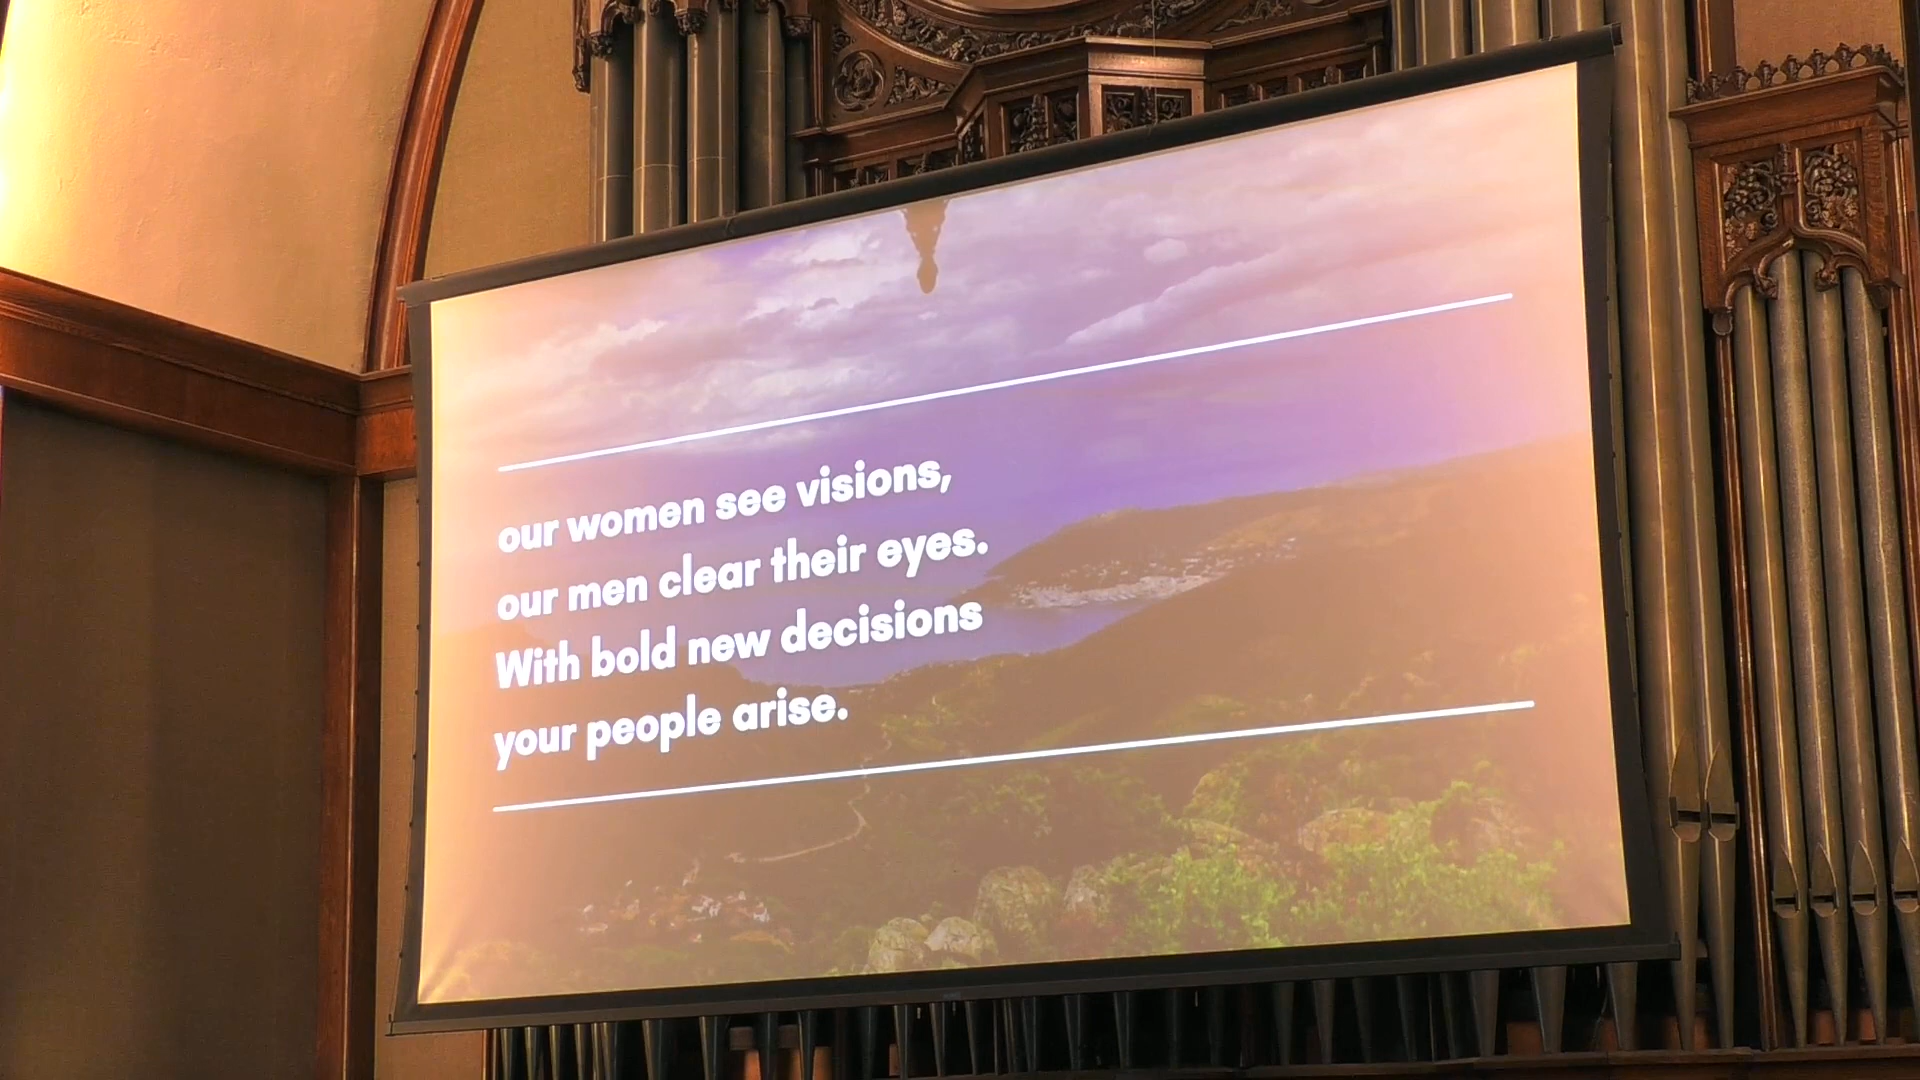 our women see visions,
our men clear their eyes.
With bold new decisions
your people arise.